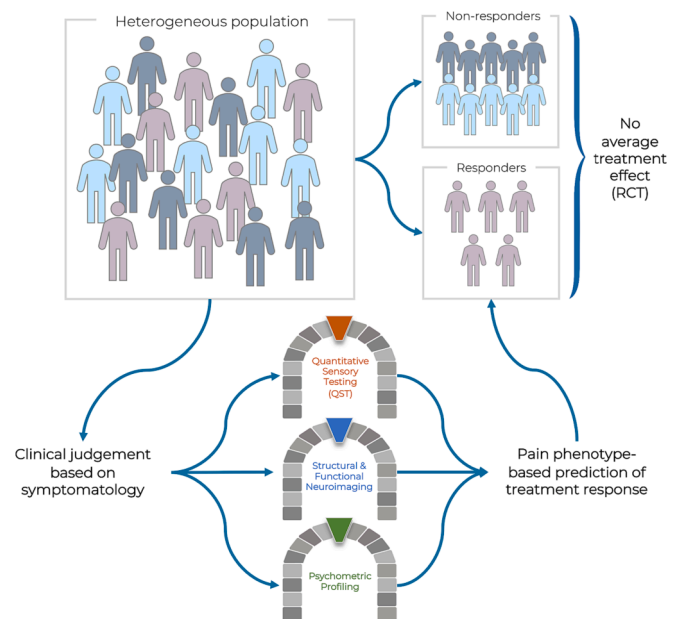 Heterogeneous population
Non-responders
Responders
No
average
treatment
effect
(RCT)
Quantitative
Sensory
Testing
(QST)
Clinical judgement
based on
symptomatology
Structural &
Functional
Neuroimaging
Pain phenotype-
based prediction of
treatment response
Psychometric
Profiling